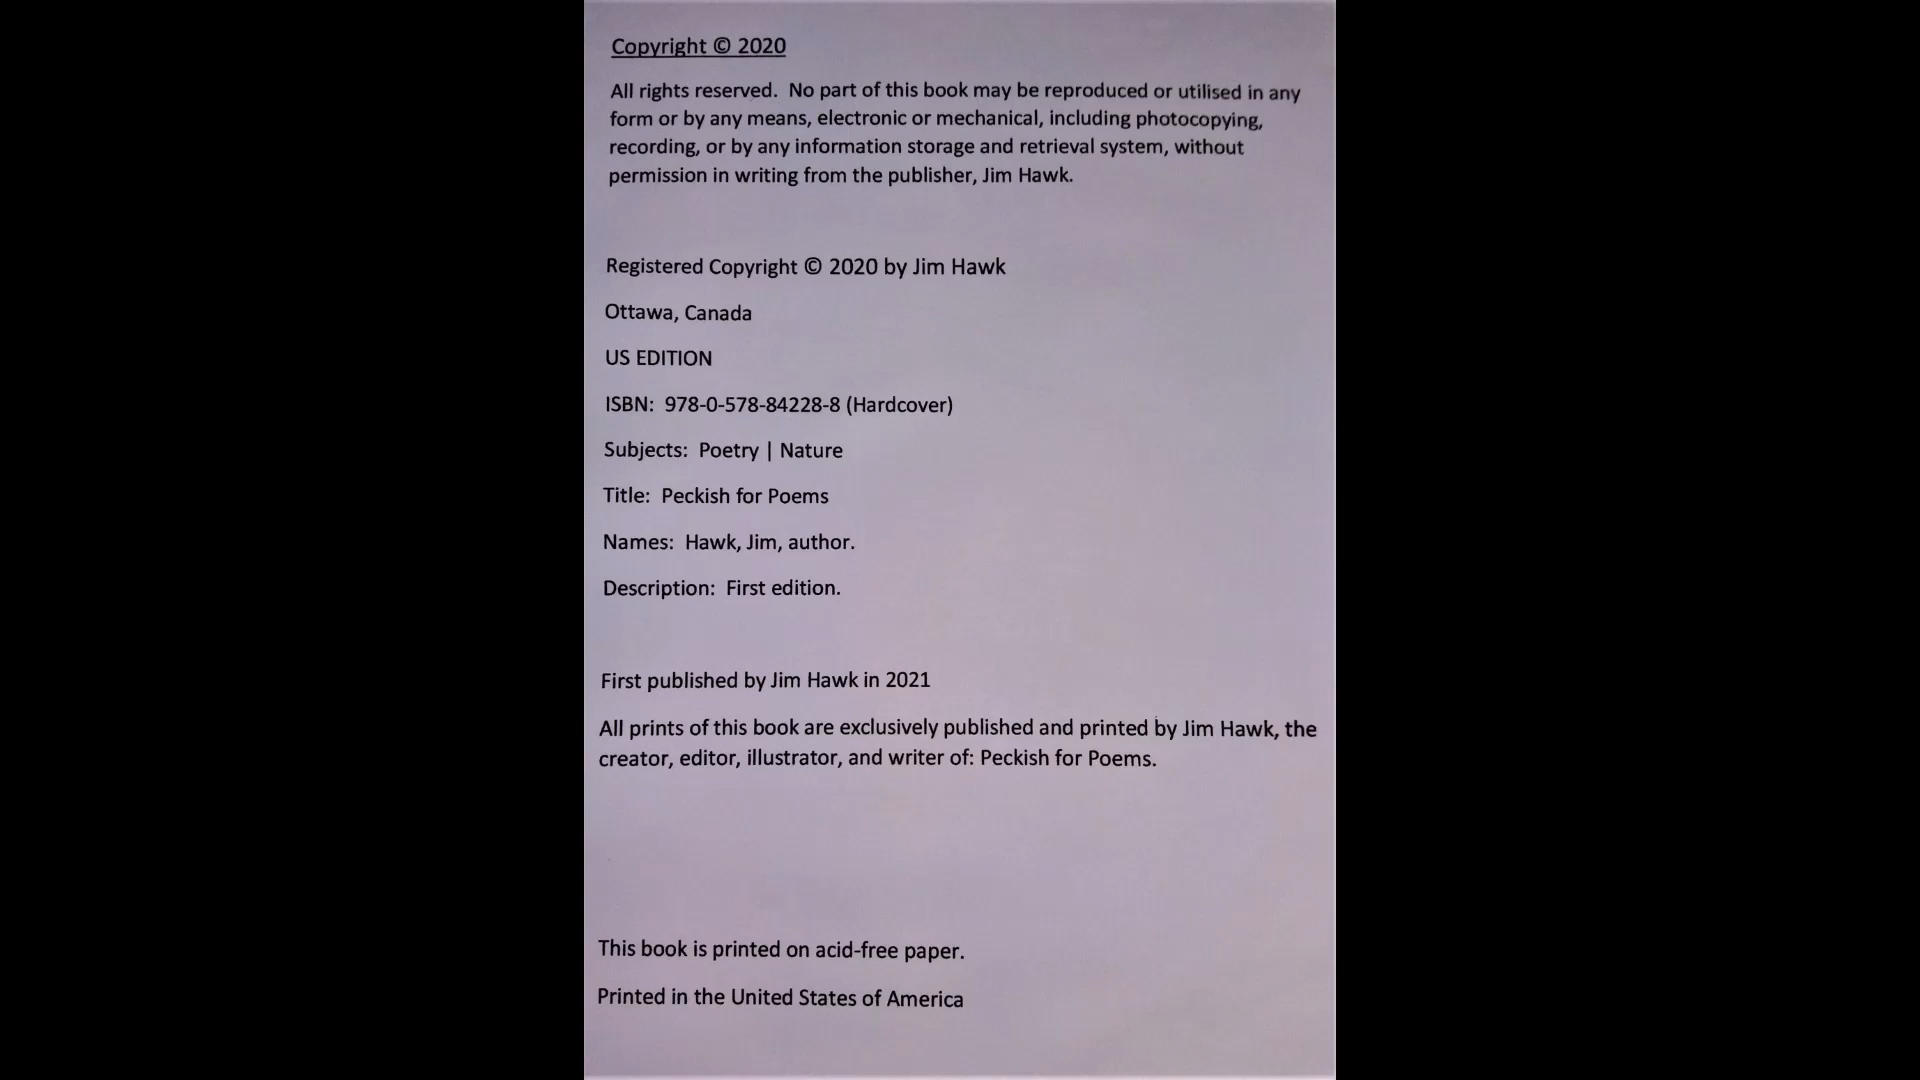 Copyright © 2020
All rights reserved.  No part of this book may be reproduced or utilised in any
form or by any means, electronic or mechanical, including photocopying,
recording, or by any information storage and retrieval system, without
permission in writing from the publisher, Jim Hawk.
Registered Copyright © 2020 by Jim Hawk
Ottawa, Canada
US EDITION
ISBN:  978-0-578-84228-8 (Hardcover)
Subjects:  Poetry | Nature
Title:  Peckish for Poems
Names:  Hawk, Jim, author.
Description:  First edition.
First published by Jim Hawk in 2021
All prints of this book are exclusively published and printed by Jim Hawk, the
creator, editor, illustrator, and writer of: Peckish for Poems.
This book is printed on acid-free paper.
Printed in the United States of America